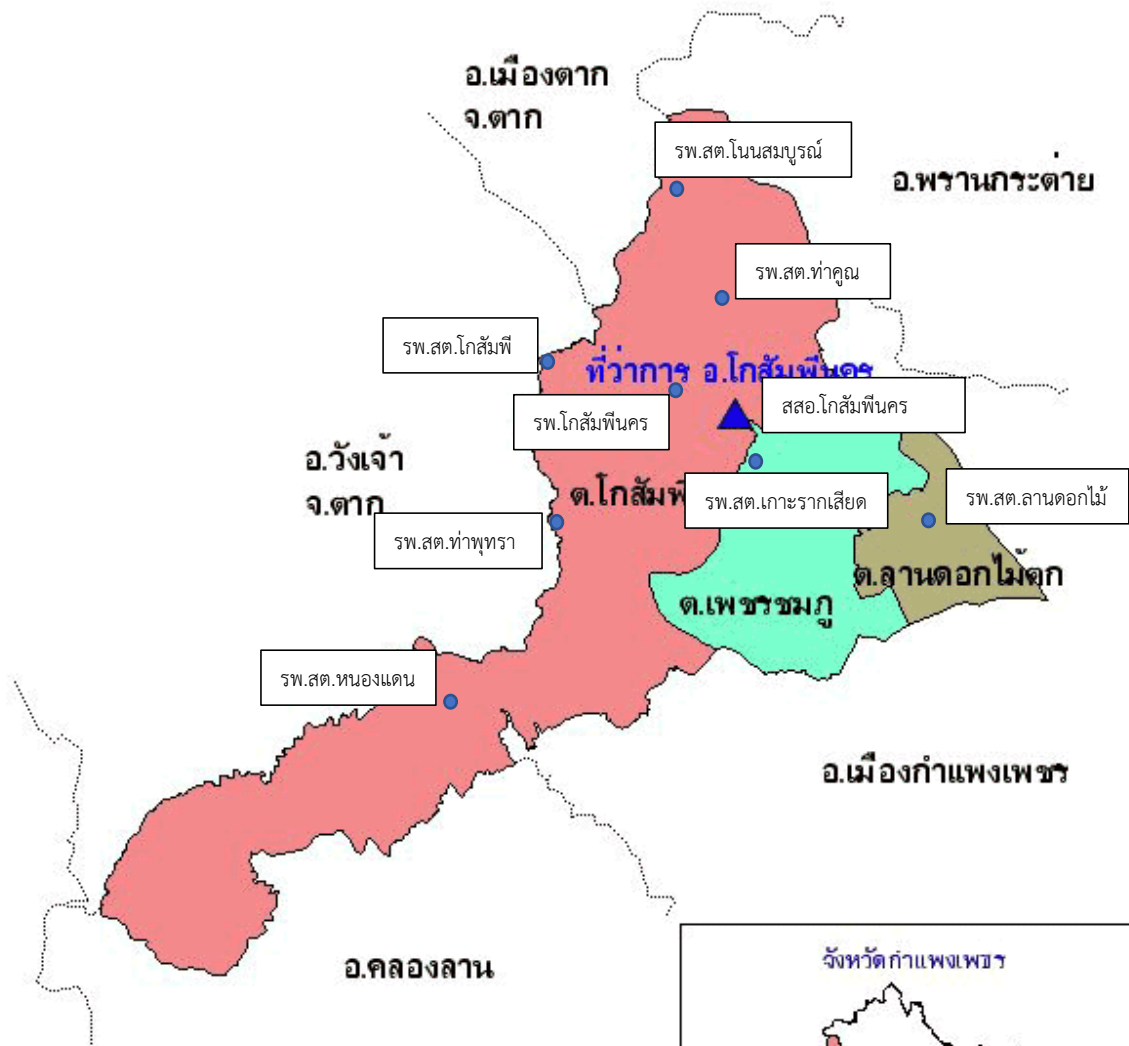 อ.เมืองตาก
จ.ตาก
รพ.สต.โนนสมบูรณ์
อ.พรานกระต่าย
รพ.สต.ท่าคูณ
รพ.สต.โกสัมพี
ที่ว่าการ อ.โกสัมพีนคร
รพ.โกสัมพีนคร
สสอ.โกสัมพีนคร
อ.วังเจ้า
จ.ตาก
ต.โกสัมพี
รพ.สต.เกาะรากเสียด
รพ.สต.ลานดอกไม้
รพ.สต.ท่าพุทรา
ต.ลานดอกไม้ตก
ต.เพชรชมภู
รพ.สต.หนองแดน
อ.เมืองกำแพงเพชร
อ.คลองลาน
จังหวัดกำแพงเพชร